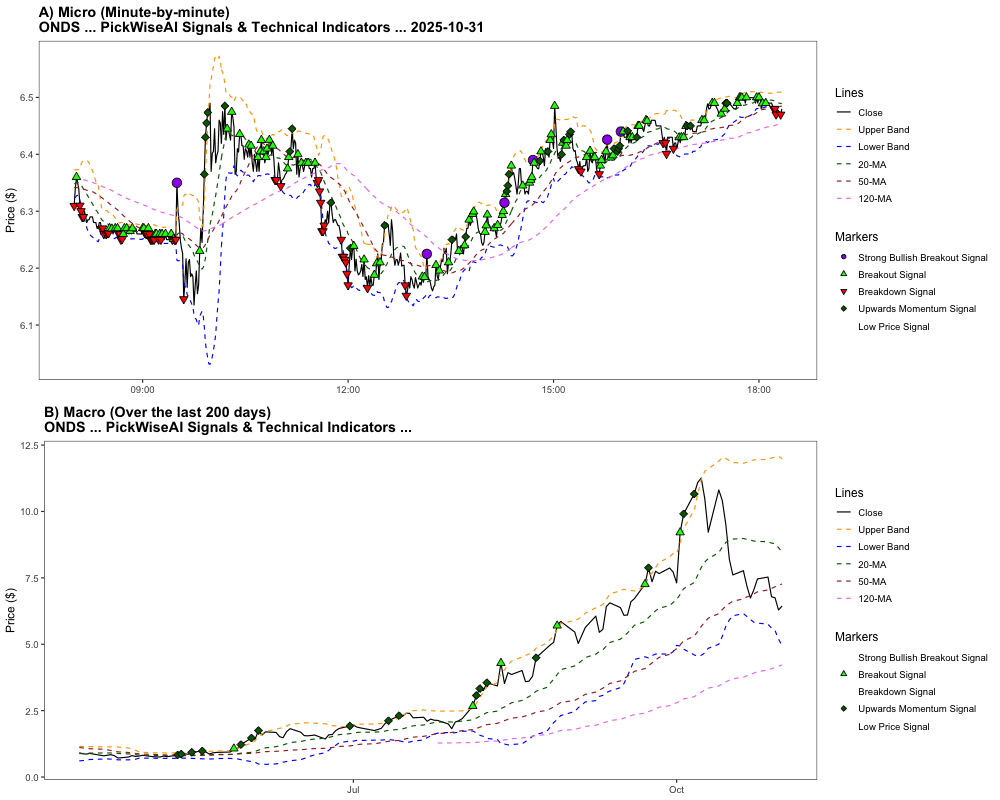 A) Micro (Minute-by-minute)
ONDS ... PickWiseAI Signals & Technical Indicators ... 2025-10-31
Price ($)
6.5
6.4
6.3
6.2
6.1
09:00
12:00
15:00
18:00
Lines
Close
Upper Band
Lower Band
20-MA
50-MA
120-MA
Markers
Strong Bullish Breakout Signal
Breakout Signal
Breakdown Signal
Upwards Momentum Signal
Low Price Signal
B) Macro (Over the last 200 days)
ONDS ... PickWiseAI Signals & Technical Indicators ...
Price ($)
12.5
10.0
7.5
5.0
2.5
0.0
Jul
Oct
Lines
Close
Upper Band
Lower Band
20-MA
50-MA
120-MA
Markers
Strong Bullish Breakout Signal
Breakout Signal
Breakdown Signal
Upwards Momentum Signal
Low Price Signal